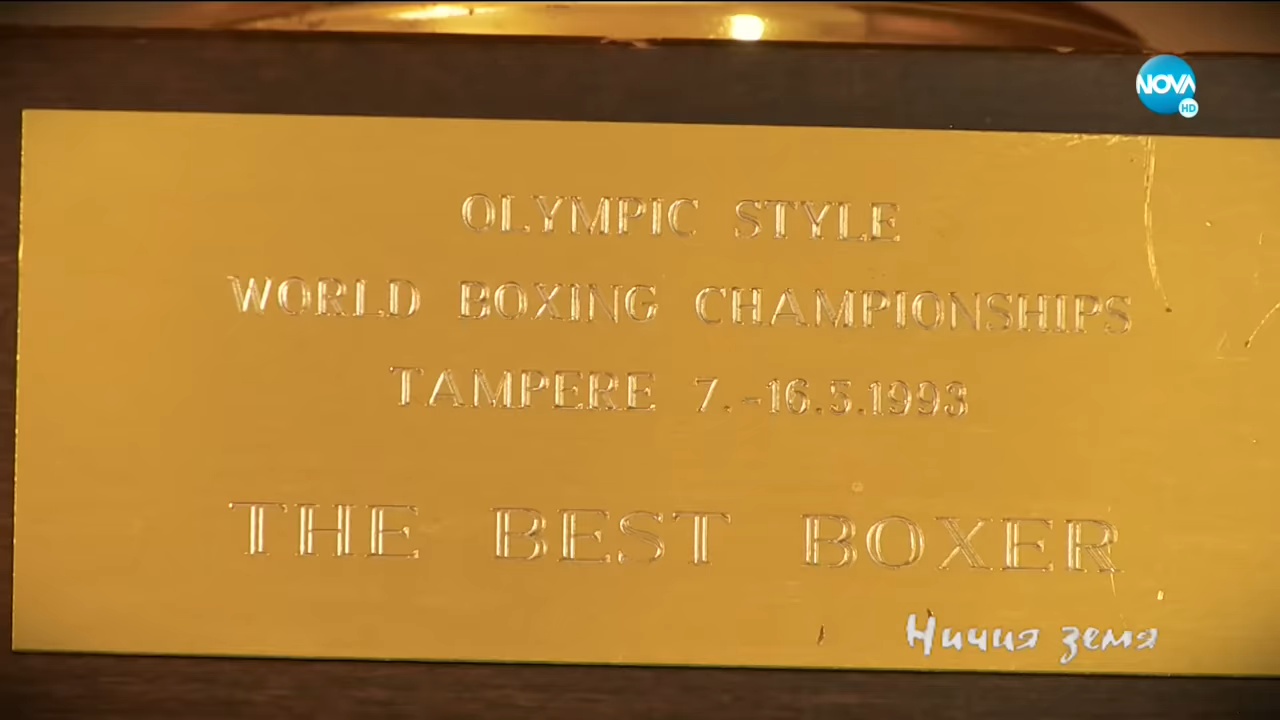 NOVA
HD
OLYMPIC STYLE
WORLD BOXING CHAMPIONSHIPS
TAMPERE 7.-16.5.1993
THE BEST BOXER
Ничия земя